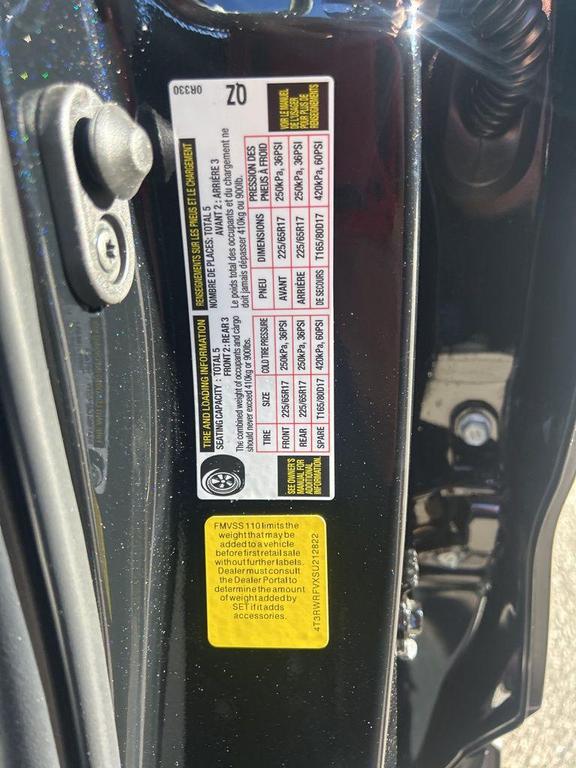 TIRE AND LOADING INFORMATION
SEATING CAPACITY : TOTAL 5 FRONT 2 : REAR 3
The combined weight of occupants and cargo
should never exceed 410kg or 900lbs.
TIRE SIZE COLD TIRE PRESSURE
FRONT 225/65R17 250kPa, 36PSI
REAR 225/65R17 250kPa, 36PSI
SPARE T165/80D17 420kPa, 60PSI
SEE OWNER'S
MANUAL FOR
ADDITIONAL
INFORMATION.
RENSEIGNEMENTS SUR LES PNEUS ET LE CHARGEMENT
NOMBRE DE PLACES: TOTAL 5
AVANT 2 : ARRIÈRE 3
Le poids total des occupants et du chargement ne
doit jamais dépasser 410kg ou 900lb.
PNEU DIMENSIONS PRESSION DES
PNEUS À FROID
AVANT 225/65R17 250kPa, 36PSI
ARRIÈRE 225/65R17 250kPa, 36PSI
DE SECOURS T165/80D17 420kPa, 60PSI
VOIR LE MANUEL
DE L'USAGER
POUR PLUS DE
RENSEIGNEMENTS
0R330
QZ
FMVSS 110 limits the
weight that may be
added to a vehicle
before first retail sale
without further labels.
Dealer must consult
the Dealer Portal to
determine the amount
of weight added by
SET if it adds
accessories.
4T3RWRFVXSU212822